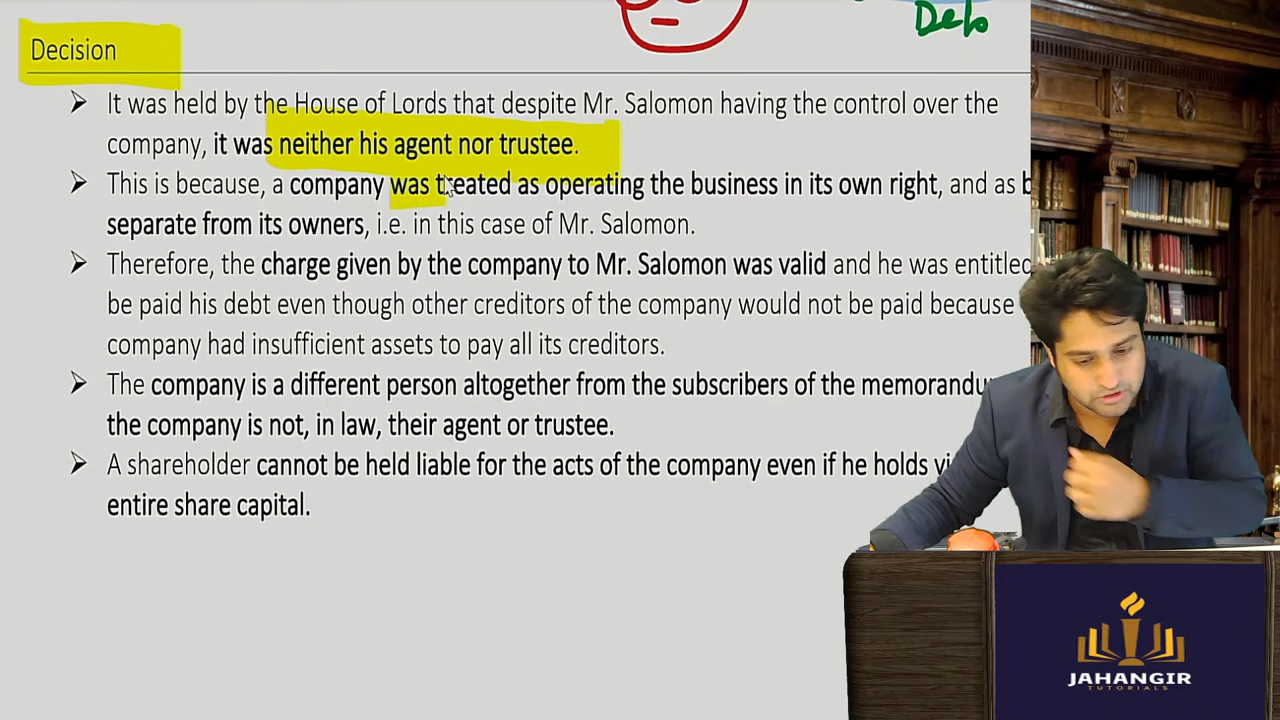 Decision
➤ It was held by the House of Lords that despite Mr. Salomon having the control over the
company, it was neither his agent nor trustee.
➤ This is because, a company was treated as operating the business in its own right, and as
separate from its owners, i.e. in this case of Mr. Salomon.
➤ Therefore, the charge given by the company to Mr. Salomon was valid and he was entitled
be paid his debt even though other creditors of the company would not be paid because
company had insufficient assets to pay all its creditors.
➤ The company is a different person altogether from the subscribers of the
the company is not, in law, their agent or trustee.
➤ A shareholder cannot be held liable for the acts of the company even if he holds
entire share capital.
JAHANGIR
TUTORIALS